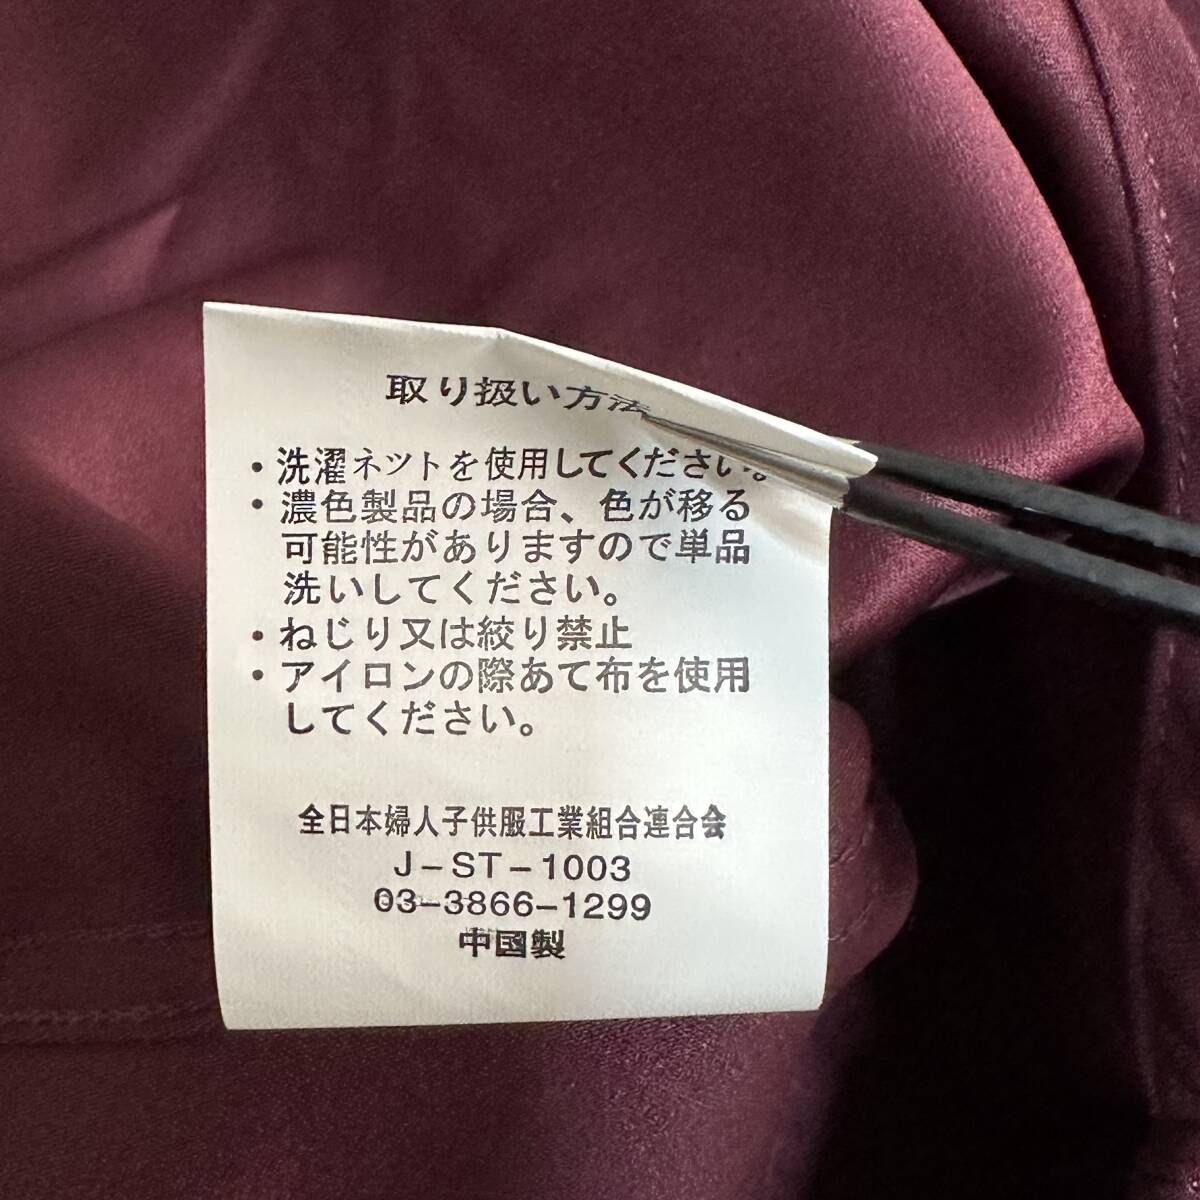 取り扱い方法
・洗濯ネットを使用してください。
・濃色製品の場合、色が移る
可能性がありますので単品
洗いしてください。
・ねじり又は絞り禁止
・アイロンの際あて布を使用
してください。
全日本婦人子供服工業組合連合会
J-ST-1003
03-3866-1299
中国製